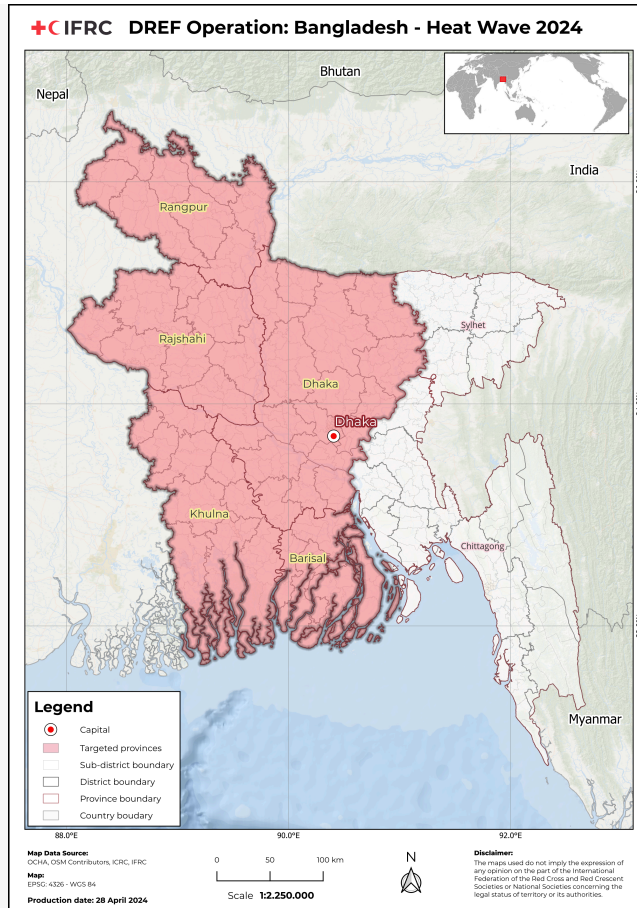 IFRC DREF Operation: Bangladesh - Heat Wave 2024
Bhutan
Nepal
India
Rangpur
Sylhet
Rajshahi
Dhaka
Dhaka
Khulna
Chittagong
Barisal
Myanmar
Legend
Capital
Targeted provinces
Sub-district boundary
District boundary
Province boundary
Country boudary
88.0°E
90.0°E
92.0°E
Map Data Source:
OCHA, OSM Contributors, ICRC, IFRC
Map:
EPSG: 4326 - WGS 84
Production date: 28 April 2024
0 50 100 km
Scale 1:2.250.000
N
Disclaimer:
The maps used do not imply the expression of
any opinion on the part of the International
Federation of the Red Cross and Red Crescent
Societies or National Societies concerning the
legal status of territory or its authorities.